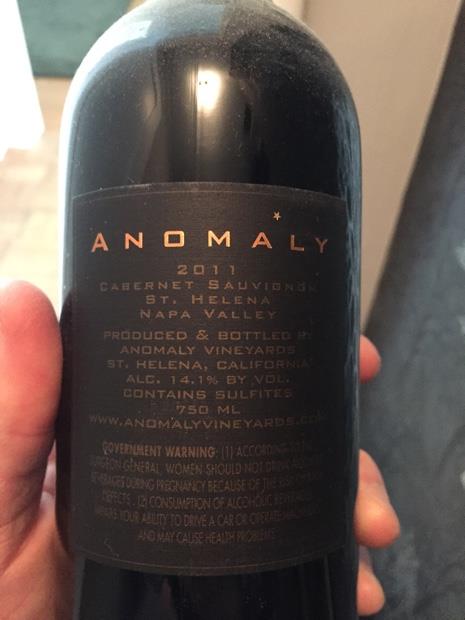 ANOMALY
2011
CABERNET SAUVIGNON
ST. HELENA
NAPA VALLEY
PRODUCED & BOTTLED BY
ANOMALY VINEYARDS
ST. HELENA, CALIFORNIA
ALC. 14.1% BY VOL.
CONTAINS SULFITES
750 ML
WWW.ANOMALYVINEYARDS.COM
GOVERNMENT WARNING: (1) ACCORDING TO THE
SURGEON GENERAL, WOMEN SHOULD NOT DRINK ALCOHOLIC
BEVERAGES DURING PREGNANCY BECAUSE OF THE RISK OF BIRTH
DEFECTS. (2) CONSUMPTION OF ALCOHOLIC BEVERAGES
IMPAIRS YOUR ABILITY TO DRIVE A CAR OR OPERATE MACHINERY
AND MAY CAUSE HEALTH PROBLEMS